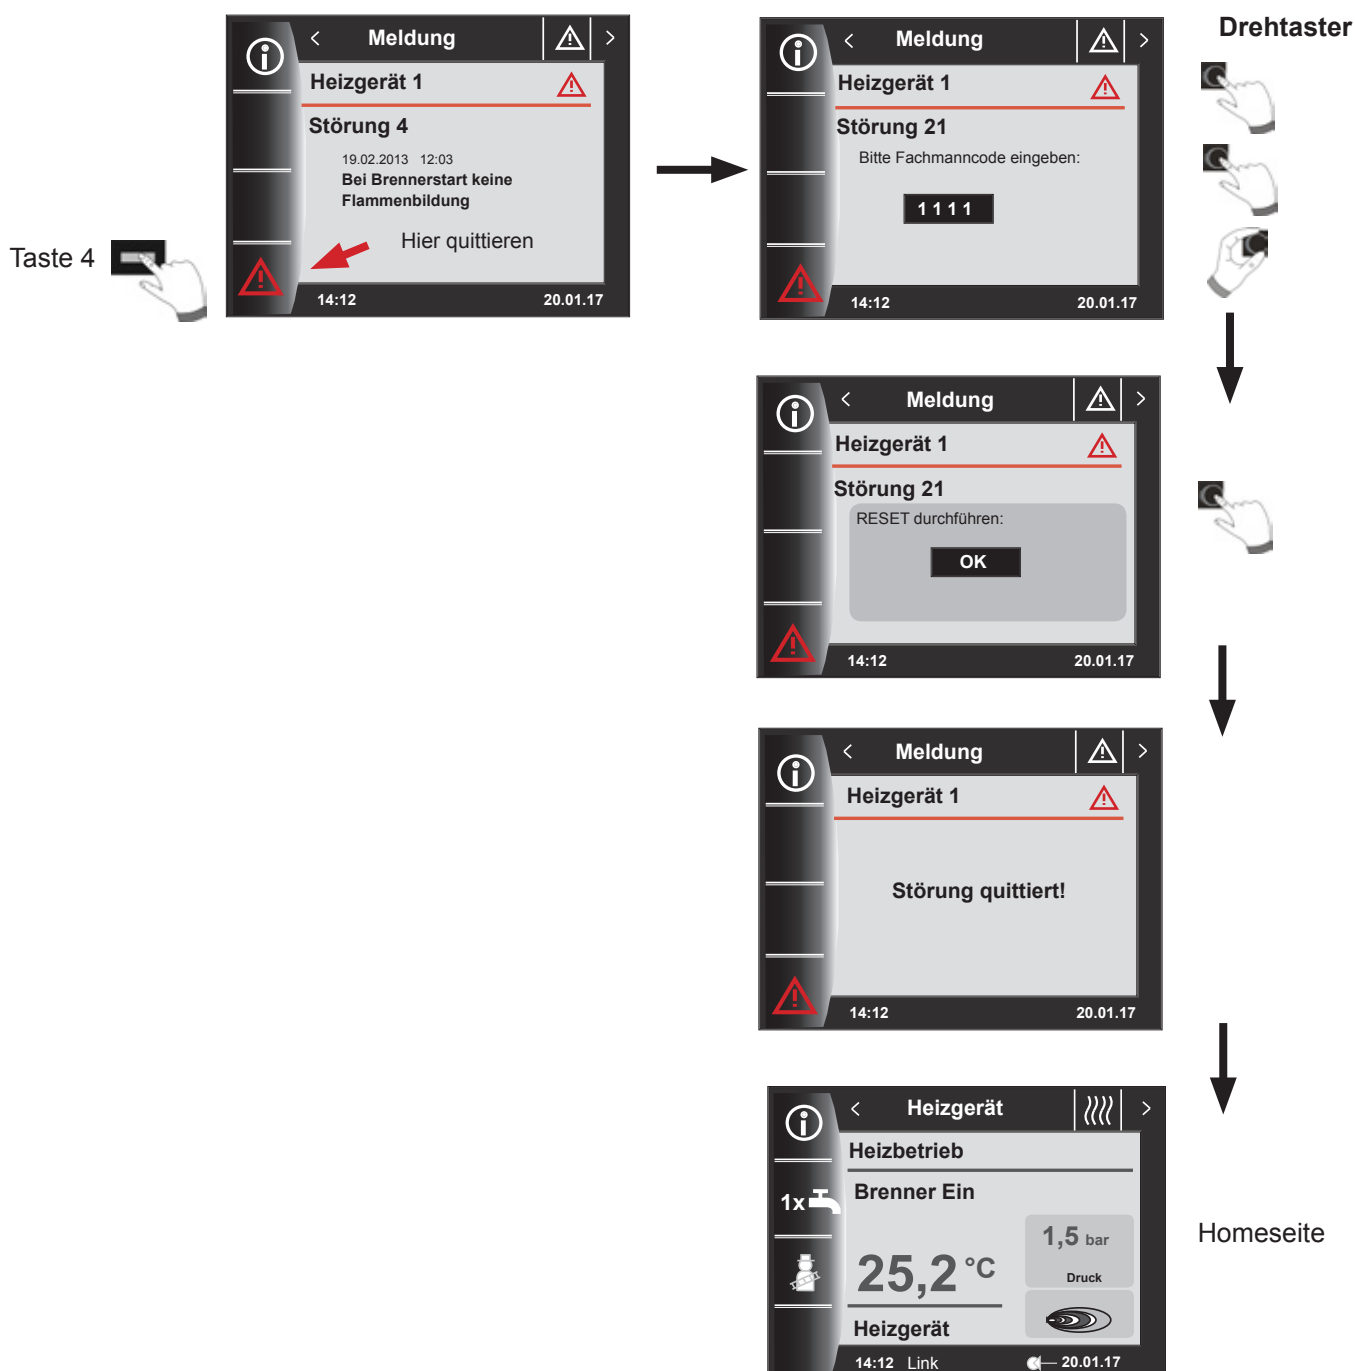 Drehtaster
Meldung
Heizgerät 1
Störung 4
19.02.2013 12:03
Bei Brennerstart keine
Flammenbildung
Hier quittieren
14:12 20.01.17
Taste 4
Meldung
Heizgerät 1
Störung 21
Bitte Fachmanncode eingeben:
1 1 1 1
14:12 20.01.17
Meldung
Heizgerät 1
Störung 21
RESET durchführen:
OK
14:12 20.01.17
Meldung
Heizgerät 1
Störung quittiert!
14:12 20.01.17
Heizgerät
Heizbetrieb
1x
Brenner Ein
1,5 bar
Druck
25,2 °C
Heizgerät
14:12 Link 20.01.17
Homeseite